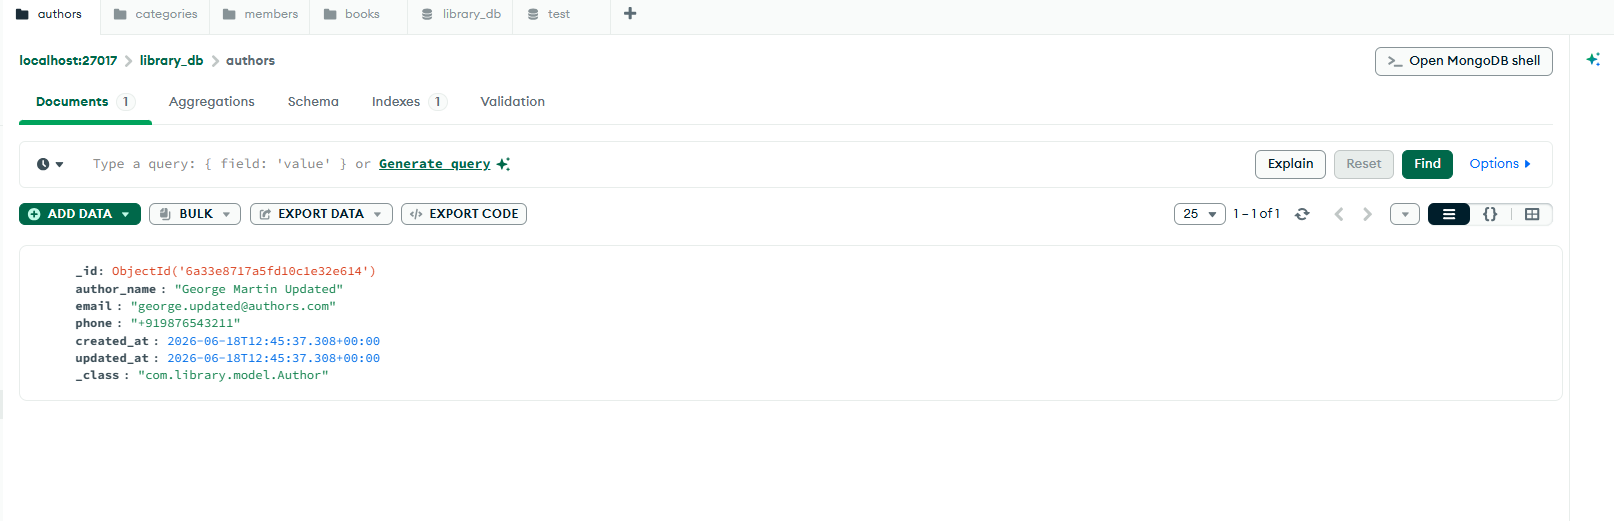 authors categories members books library_db test
localhost:27017 library_db authors
>_ Open MongoDB shell
Documents 1 Aggregations Schema Indexes 1 Validation
Type a query: { field: 'value' } or Generate query
Explain Reset Find Options
ADD DATA BULK EXPORT DATA </> EXPORT CODE
25 1 – 1 of 1 {}
_id: ObjectId('6a33e8717a5fd10c1e32e614')
author_name : "George Martin Updated"
email : "george.updated@authors.com"
phone : "+919876543211"
created_at : 2026-06-18T12:45:37.308+00:00
updated_at : 2026-06-18T12:45:37.308+00:00
_class : "com.library.model.Author"